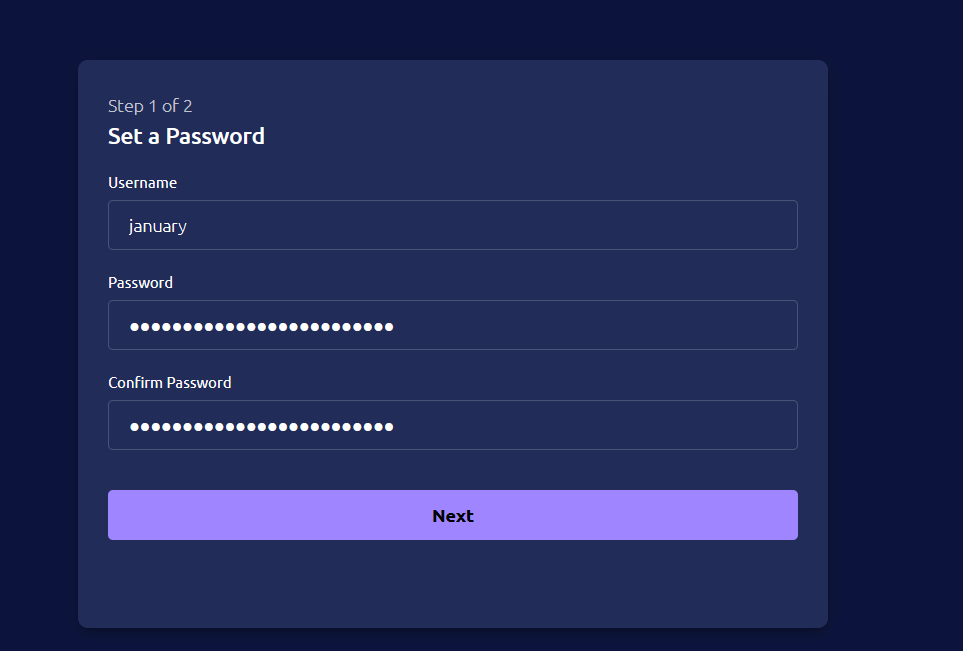 Step 1 of 2
Set a Password
Username
january
Password
●●●●●●●●●●●●●●●●●●●●●●●●●
Confirm Password
●●●●●●●●●●●●●●●●●●●●●●●●●
Next